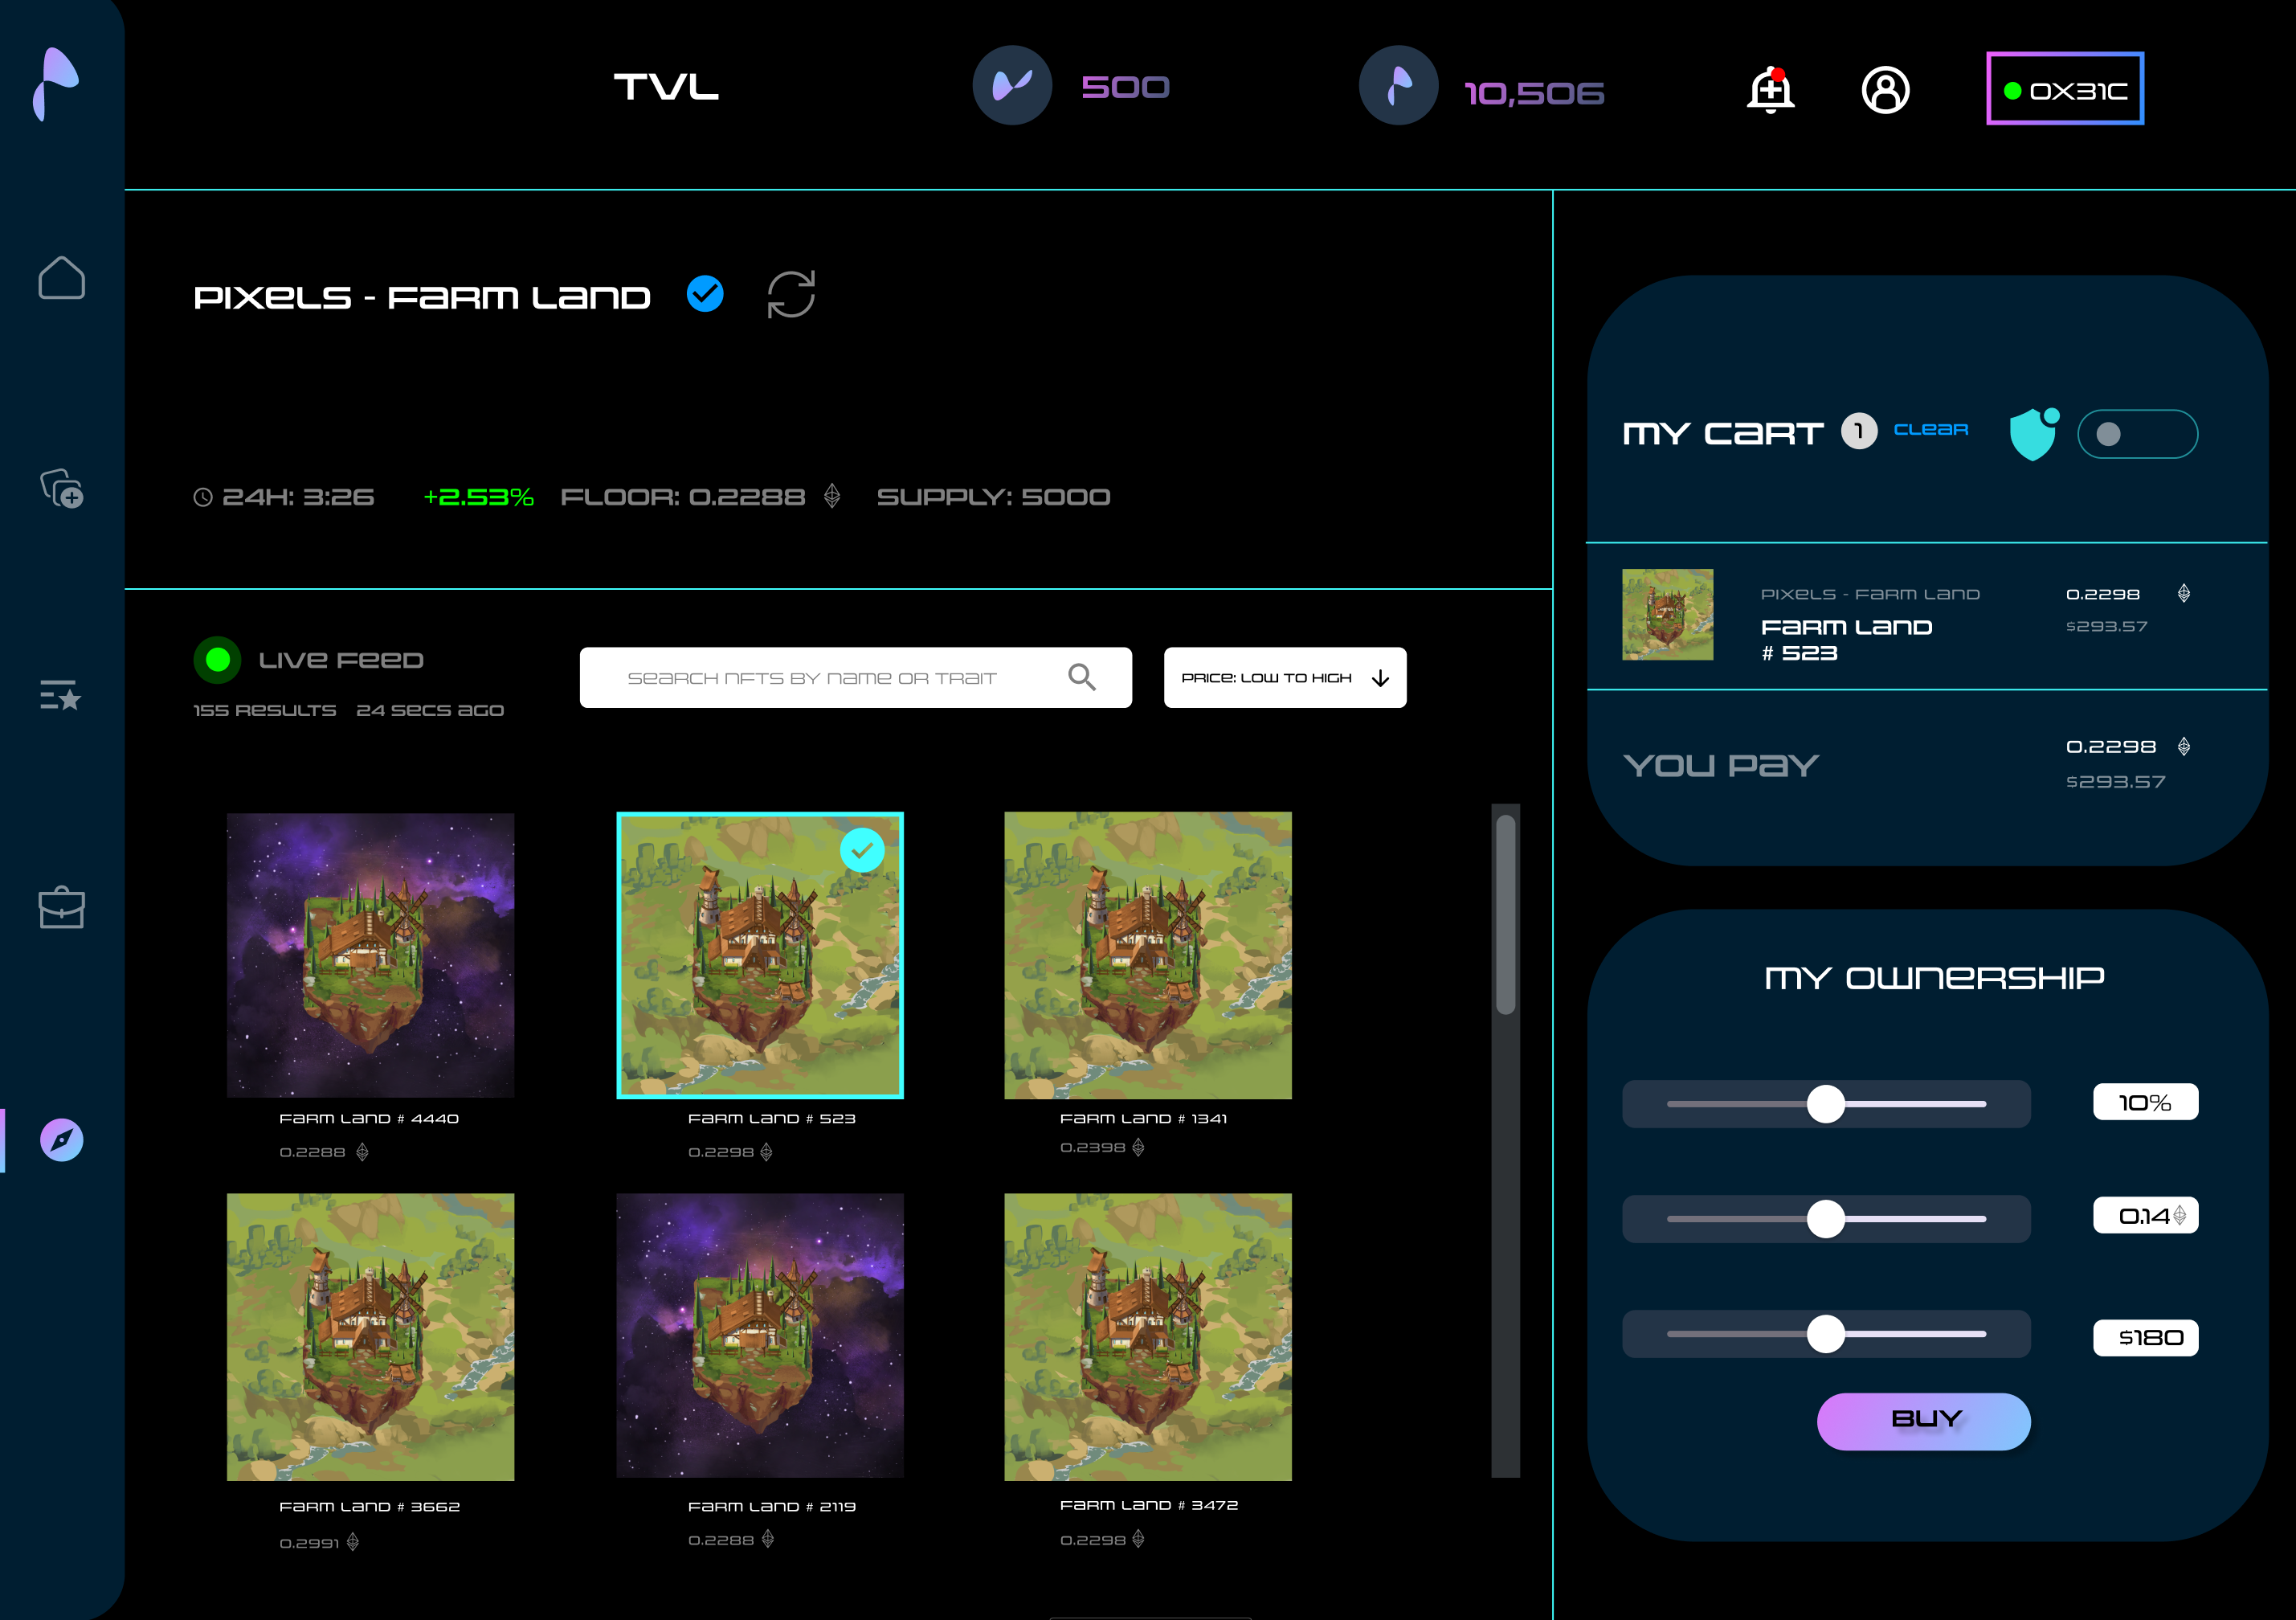 TVL
500
10,506
0X31C
PIXELS - FARM LAND
24H: 3:26 +2.53% FLOOR: 0.2288 SUPPLY: 5000
LIVE FEED
155 RESULTS 24 SECS AGO
SEARCH NFTS BY NAME OR TRAIT
PRICE: LOW TO HIGH
FARM LAND # 4440
0.2288
FARM LAND # 523
0.2298
FARM LAND # 1341
0.2398
FARM LAND # 3662
0.2991
FARM LAND # 2119
0.2288
FARM LAND # 3472
0.2298
MY CART 1 CLEAR
PIXELS - FARM LAND
FARM LAND
# 523
0.2298
$293.57
YOU PAY
0.2298
$293.57
MY OWNERSHIP
10%
0.14
$180
BUY